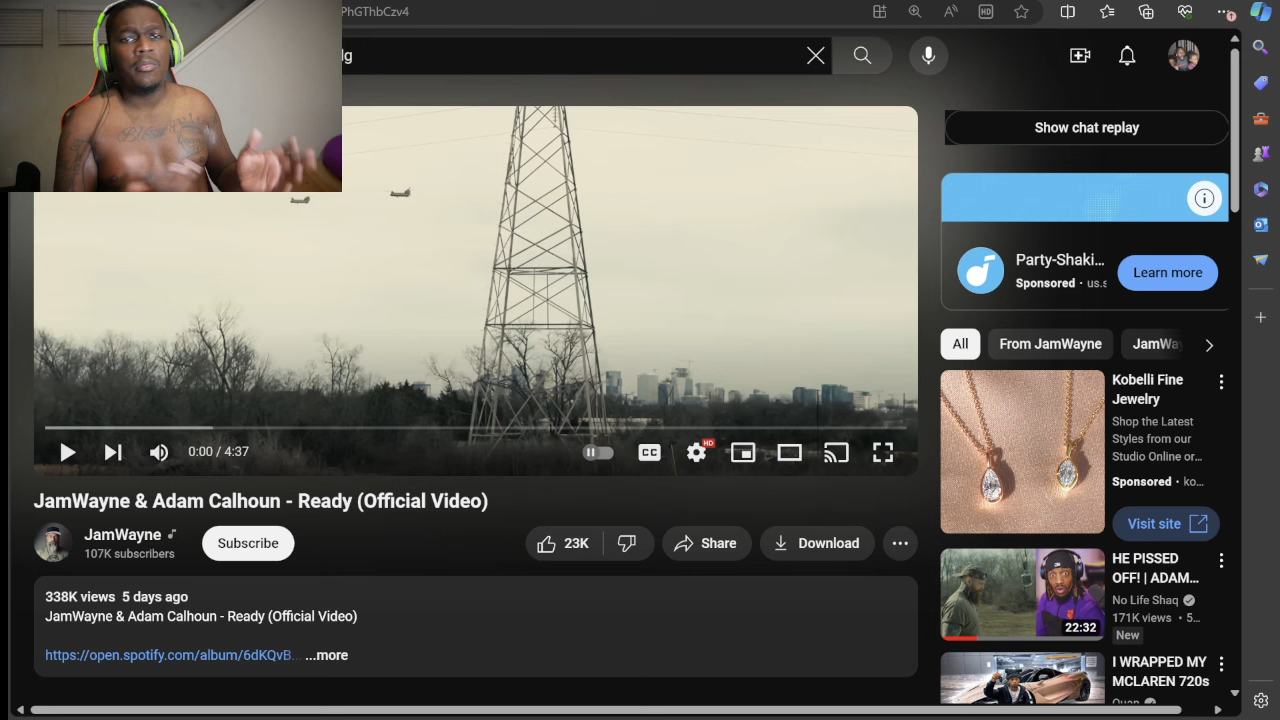 PhGThbCzv4
HD
lg
Show chat replay
Party-Shaki...
Sponsored · us.s
Learn more
0:00 / 4:37
CC
HD
All
From JamWayne
JamWay
Kobelli Fine
Jewelry
Shop the Latest
Styles from our
Studio Online or...
Sponsored · ko...
Visit site
JamWayne & Adam Calhoun - Ready (Official Video)
JamWayne
107K subscribers
Subscribe
23K
Share
Download
338K views 5 days ago
JamWayne & Adam Calhoun - Ready (Official Video)
https://open.spotify.com/album/6dKQvB... ...more
HE PISSED
OFF! | ADAM...
No Life Shaq
171K views · 5...
New
22:32
I WRAPPED MY
MCLAREN 720s